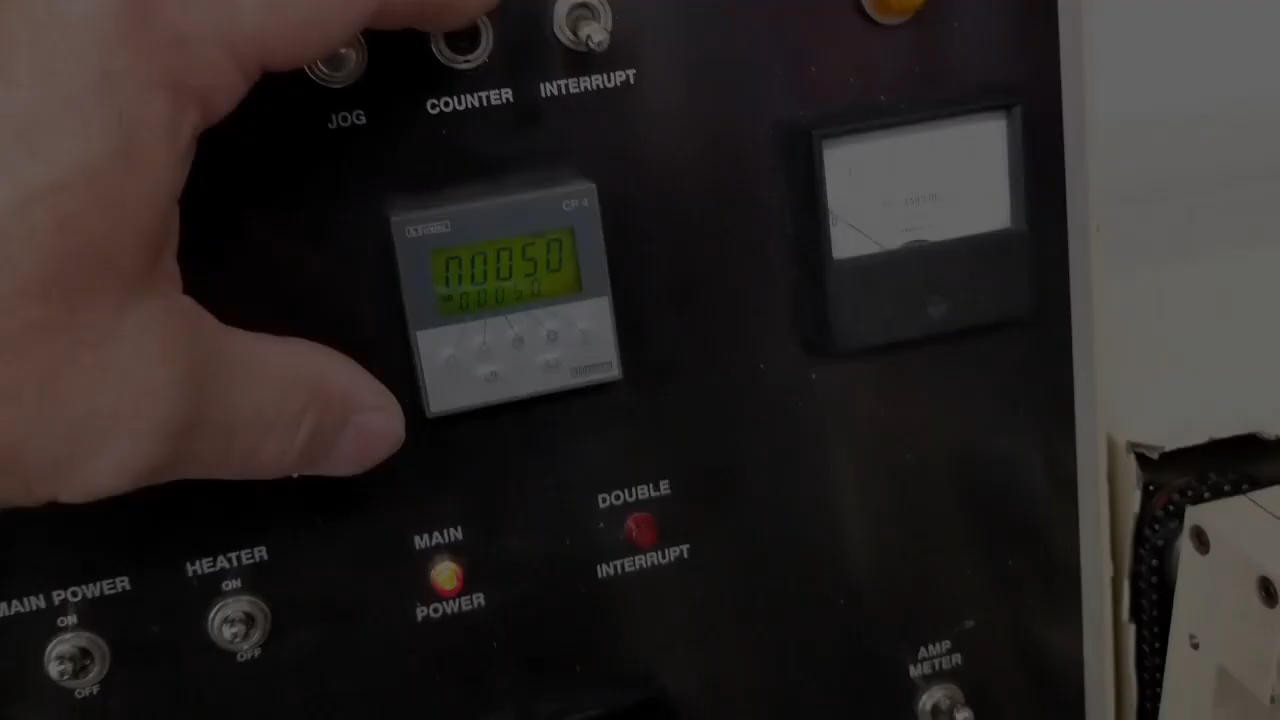 JOG
COUNTER
INTERRUPT
CP 4
00050
00050
DOUBLE
INTERRUPT
MAIN
POWER
HEATER
ON
OFF
MAIN POWER
ON
OFF
AMP
METER